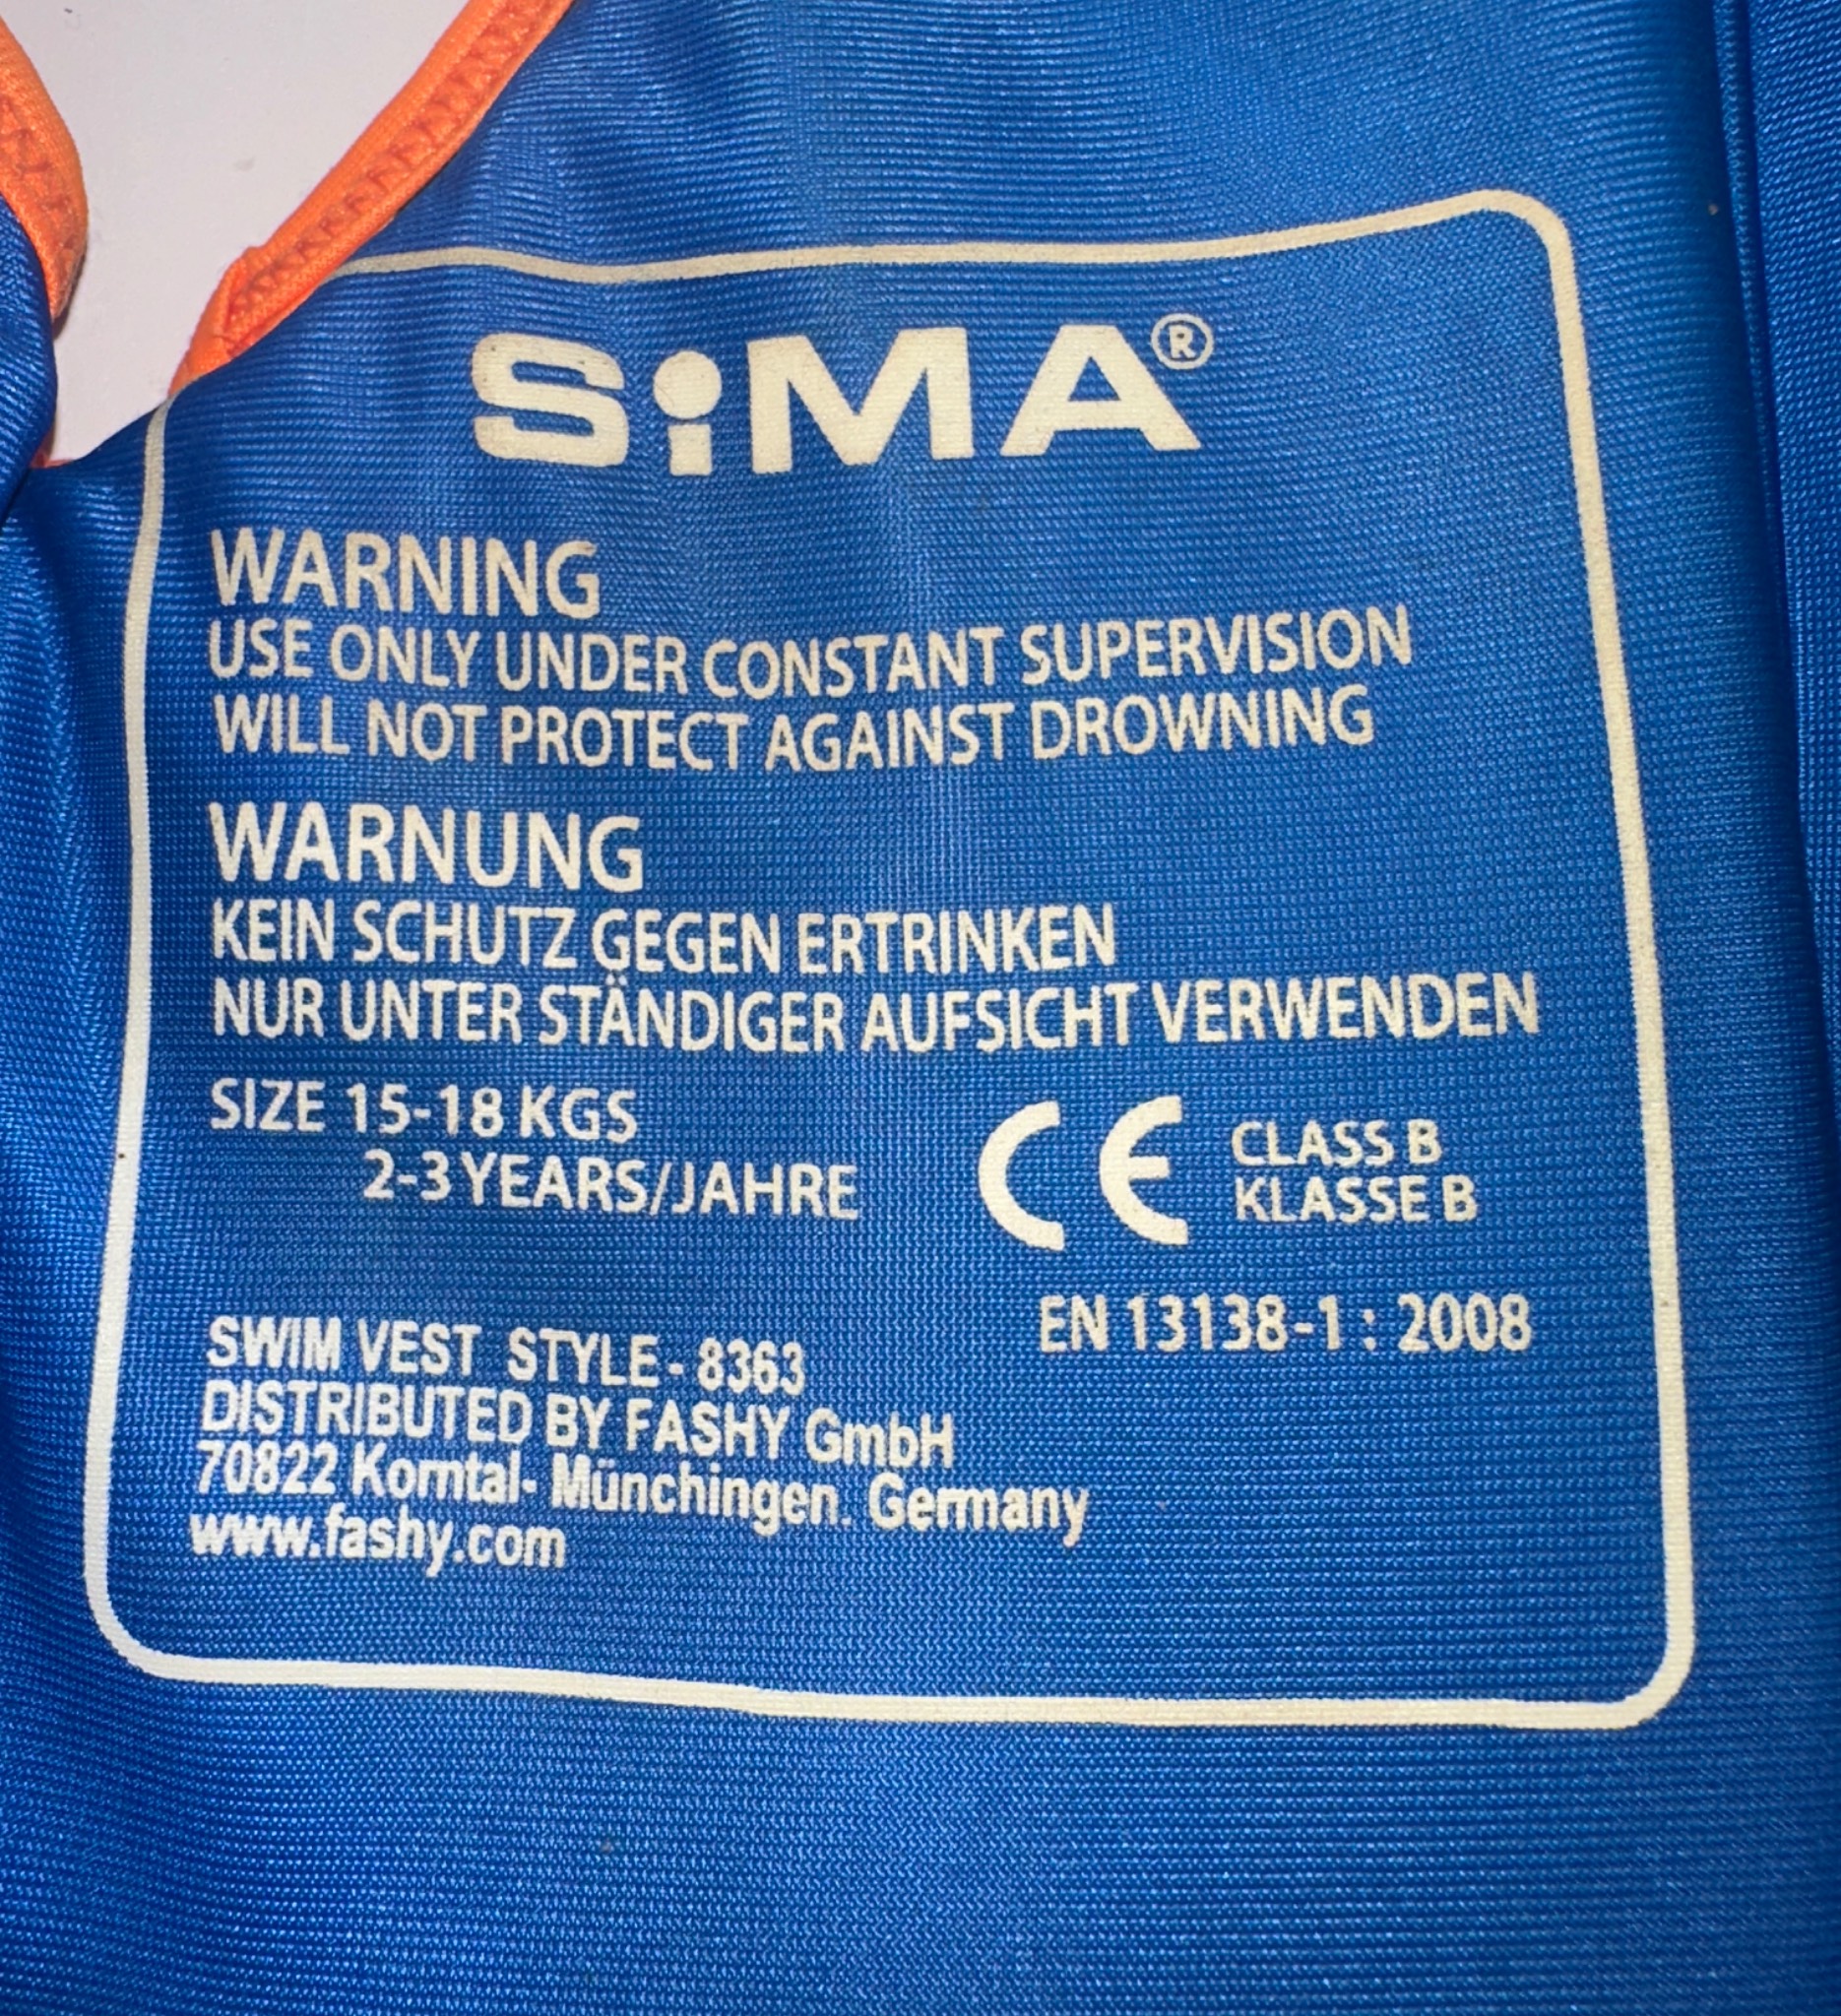 SiMA®
WARNING
USE ONLY UNDER CONSTANT SUPERVISION
WILL NOT PROTECT AGAINST DROWNING
WARNUNG
KEIN SCHUTZ GEGEN ERTRINKEN
NUR UNTER STÄNDIGER AUFSICHT VERWENDEN
SIZE 15-18 KGS
2-3 YEARS/JAHRE
CE CLASS B
KLASSE B
EN 13138-1 : 2008
SWIM VEST STYLE - 8363
DISTRIBUTED BY FASHY GmbH
70822 Korntal- Münchingen. Germany
www.fashy.com